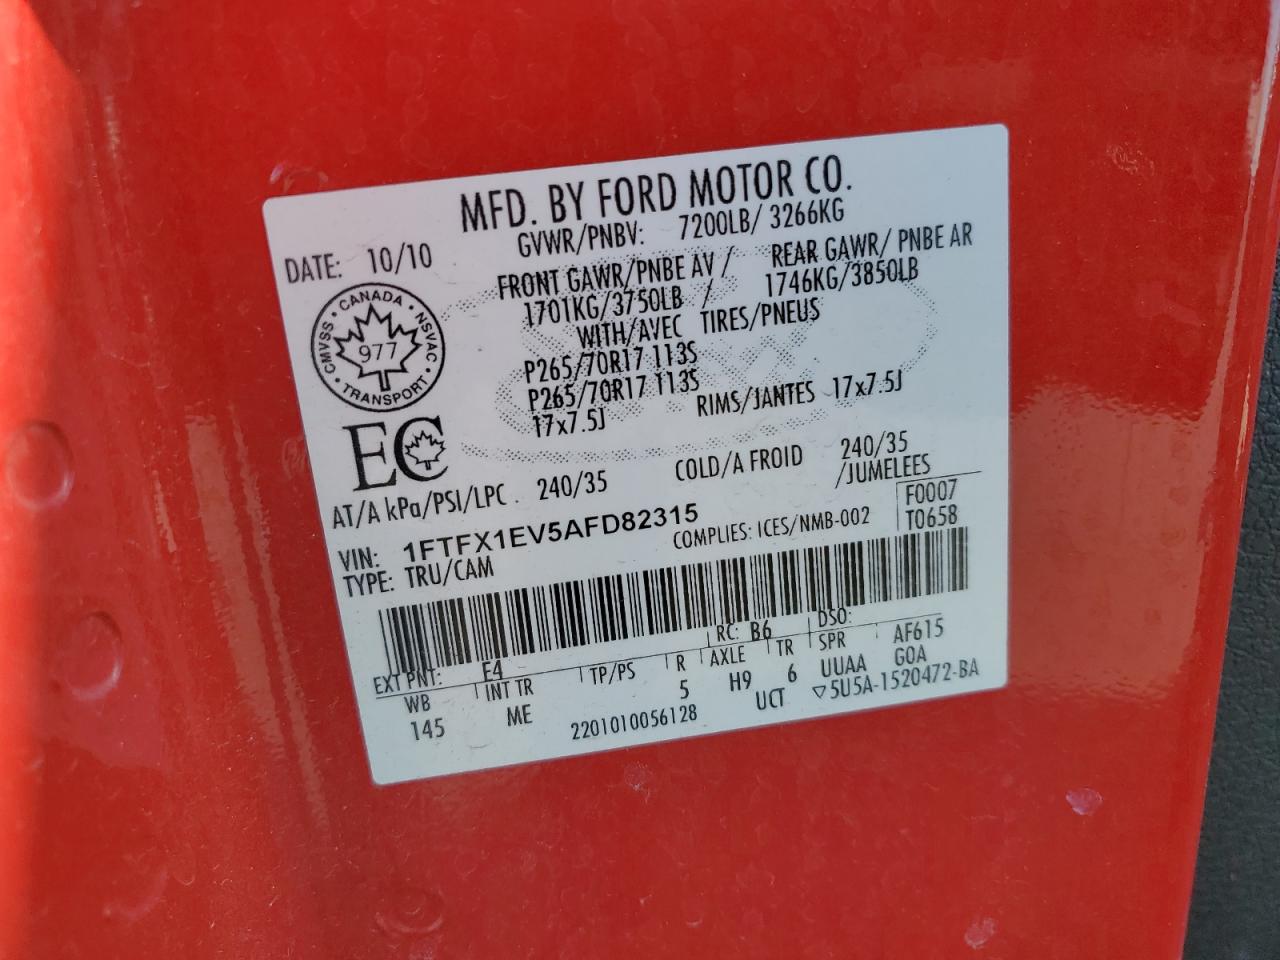 MFD. BY FORD MOTOR CO.
DATE: 10/10 GVWR/PNBV: 7200LB/ 3266KG
FRONT GAWR/PNBE AV / REAR GAWR/ PNBE AR
1701KG/3750LB / 1746KG/3850LB
WITH/AVEC TIRES/PNEUS
P265/70R17 113S
P265/70R17 113S
17x7.5J RIMS/JANTES 17x7.5J
CANADA · NSVAC · TRANSPORT · CMVSS
977
EC
AT/A kPa/PSI/LPC 240/35 COLD/A FROID 240/35
/JUMELEES
VIN: 1FTFX1EV5AFD82315 F0007
TYPE: TRU/CAM COMPLIES: ICES/NMB-002 T0658
EXT PNT: E4 RC: B6 DSO:
WB INT TR TP/PS R AXLE TR SPR AF615
145 ME 5 H9 6 UUAA GOA
2201010056128 UCT ▽5U5A-1520472-BA